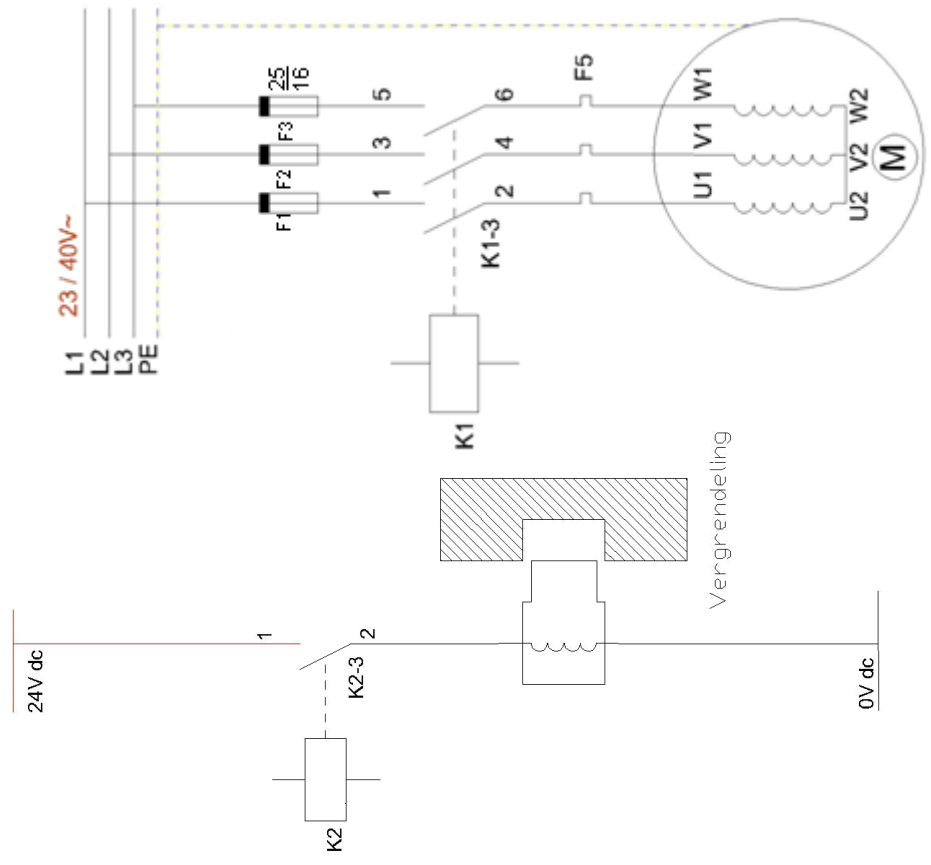 L1
L2
L3
PE
23 / 40V~
F1
F2
F3
25
16
1
3
5
K1
K1-3
2
4
6
F5
U1
V1
W1
U2
V2
W2
M
24V dc
1
K2
K2-3
2
Vergrendeling
0V dc